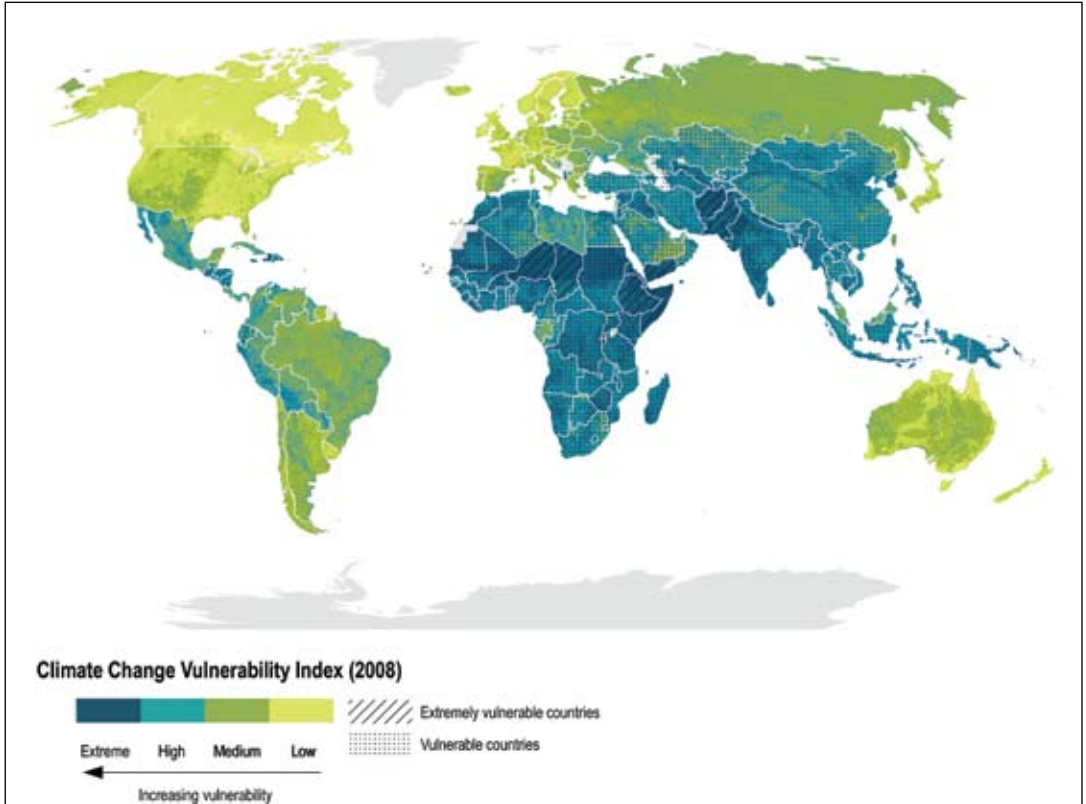 Climate Change Vulnerability Index (2008)
Extreme High Medium Low
Increasing vulnerability
Extremely vulnerable countries
Vulnerable countries